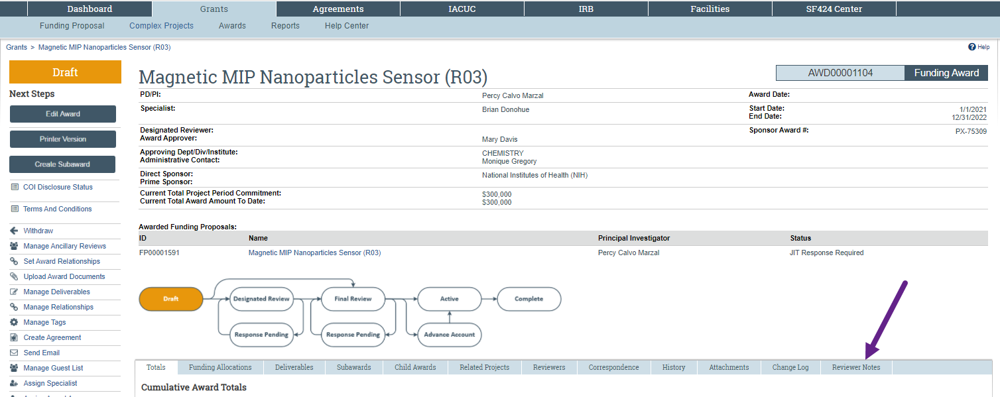 Dashboard Grants Agreements IACUC IRB Facilities SF424 Center
Funding Proposal Complex Projects Awards Reports Help Center
Grants > Magnetic MIP Nanoparticles Sensor (R03)
? Help
Draft
Next Steps
Edit Award
Printer Version
Create Subaward
COI Disclosure Status
Terms And Conditions
Withdraw
Manage Ancillary Reviews
Set Award Relationships
Upload Award Documents
Manage Deliverables
Manage Relationships
Manage Tags
Create Agreement
Send Email
Manage Guest List
Assign Specialist
Magnetic MIP Nanoparticles Sensor (R03)
AWD00001104 Funding Award
PD/PI: Percy Calvo Marzal Award Date:
Specialist: Brian Donohue Start Date: 1/1/2021
End Date: 12/31/2022
Designated Reviewer: Sponsor Award #: PX-75309
Award Approver: Mary Davis
Approving Dept/Div/Institute: CHEMISTRY
Administrative Contact: Monique Gregory
Direct Sponsor: National Institutes of Health (NIH)
Prime Sponsor:
Current Total Project Period Commitment: $300,000
Current Total Award Amount To Date: $300,000
Awarded Funding Proposals:
ID Name Principal Investigator Status
FP00001591 Magnetic MIP Nanoparticles Sensor (R03) Percy Calvo Marzal JIT Response Required
Draft Designated Review Final Review Active Complete
Response Pending Response Pending Advance Account
Totals Funding Allocations Deliverables Subawards Child Awards Related Projects Reviewers Correspondence History Attachments Change Log Reviewer Notes
Cumulative Award Totals